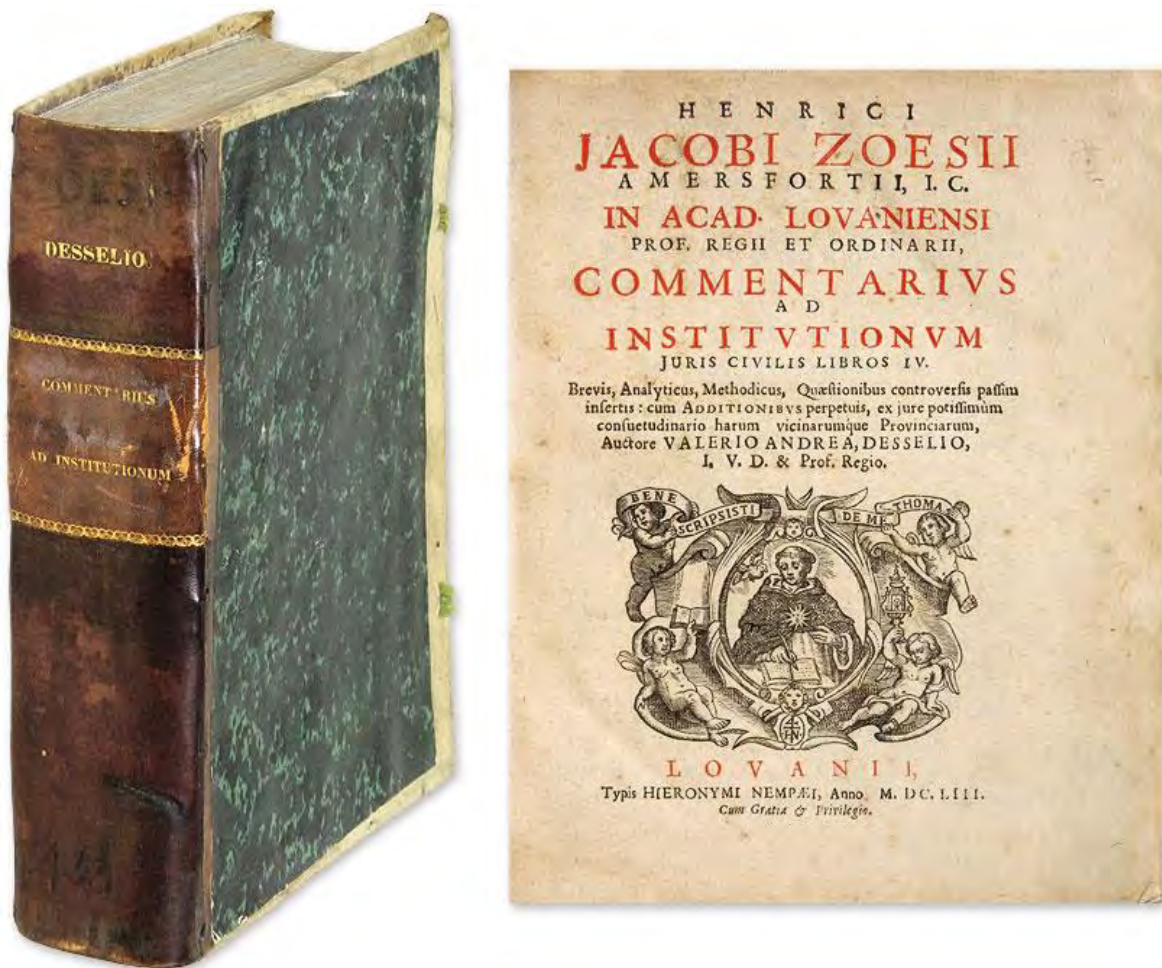 DESSELIO.
COMMENTARIUS
AD INSTITUTIONUM
HENRICI
JACOBI ZOESII
AMERSFORTII, I.C.
IN ACAD. LOVANIENSI
PROF. REGII ET ORDINARII,
COMMENTARIVS
AD
INSTITVTIONVM
JURIS CIVILIS LIBROS IV.
Brevis, Analyticus, Methodicus, Quæſtionibus controverſis paſſim
inſertis : cum ADDITIONIBVS perpetuis, ex jure potiſſimùm
conſuetudinario harum vicinarumque Provinciarum,
Auctore VALERIO ANDREA, DESSELIO,
I. V. D. & Prof. Regio.
BENE SCRIPSISTI DE ME THOMA
LOVANII,
Typis HIERONYMI NEMPÆI, Anno M. DC. LIII.
Cum Gratia & Privilegio.